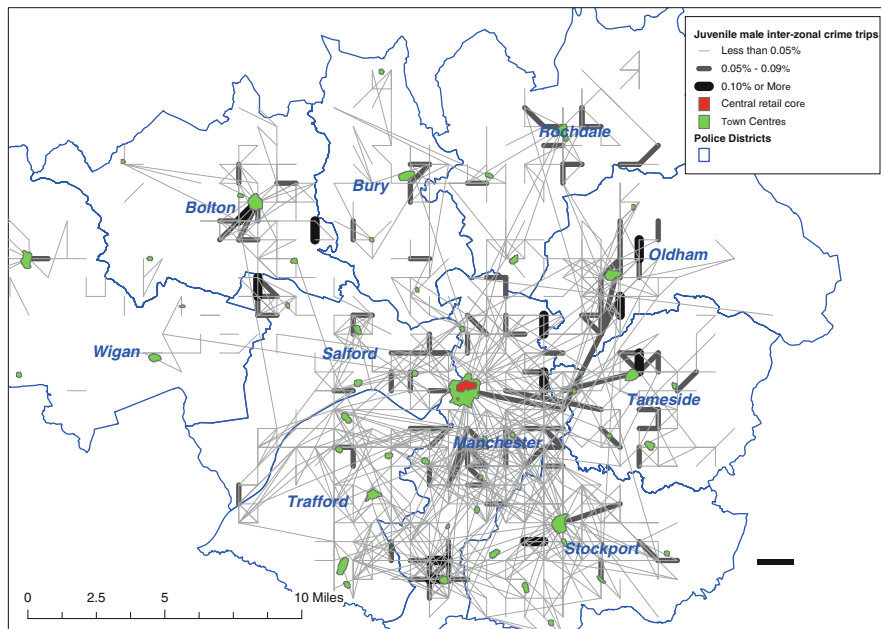 Juvenile male inter-zonal crime trips
Less than 0.05%
0.05% - 0.09%
0.10% or More
Central retail core
Town Centres
Police Districts
Rochdale
Bury
Bolton
Oldham
Wigan
Salford
Tameside
Manchester
Trafford
Stockport
0 2.5 5 10 Miles